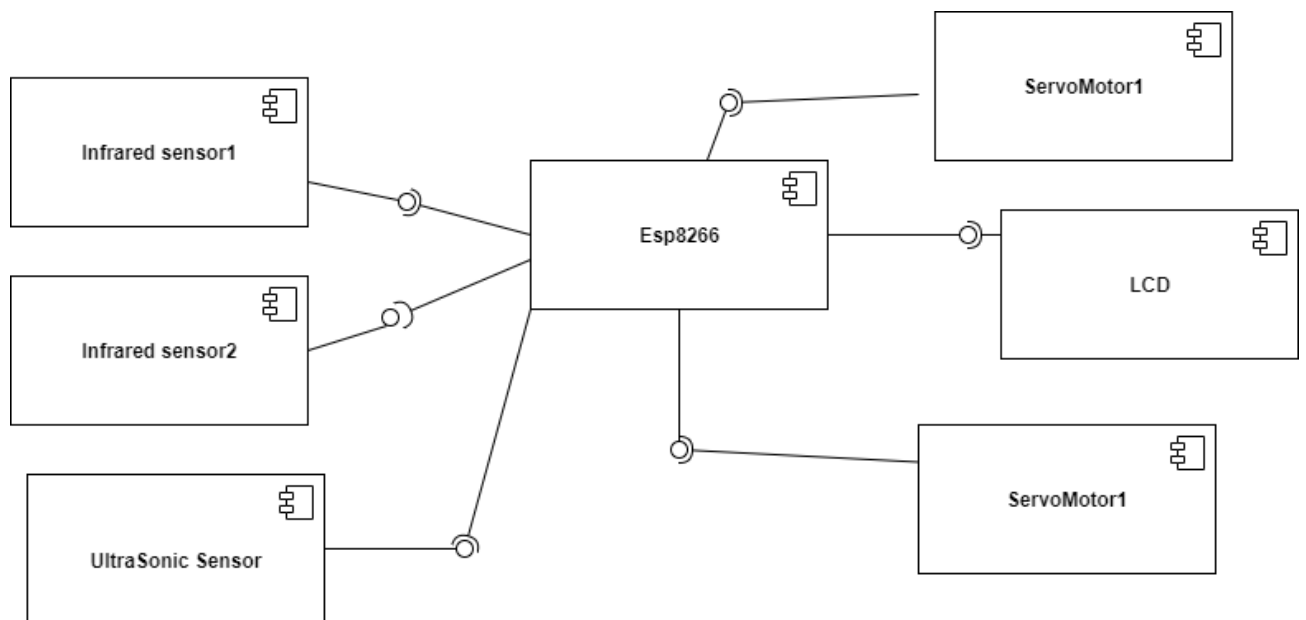 ServoMotor1
Infrared sensor1
Esp8266
LCD
Infrared sensor2
ServoMotor1
UltraSonic Sensor